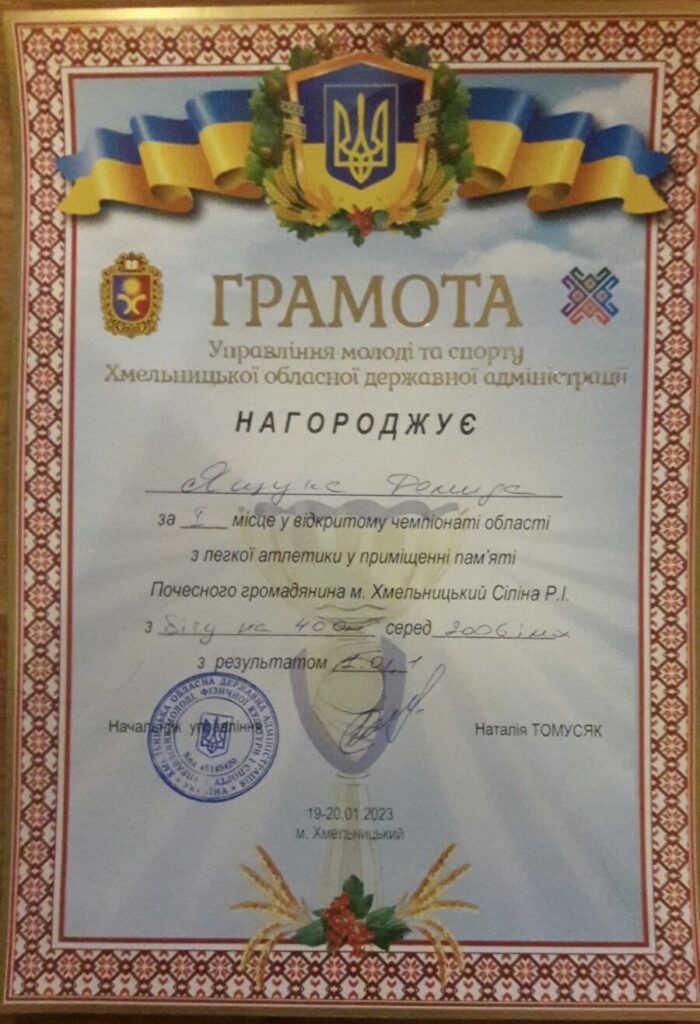 ГРАМОТА
Управління молоді та спорту
Хмельницької обласної державної адміністрації
НАГОРОДЖУЄ
Ящука
за I місце у відкритому чемпіонаті області
з легкої атлетики у приміщенні пам'яті
Почесного громадянина м. Хмельницький Сіліна Р.І.
з бігу на 400м серед 2006 і мол
з результатом
Начальник управління
Наталія ТОМУСЯК
19-20.01.2023
м. Хмельницький